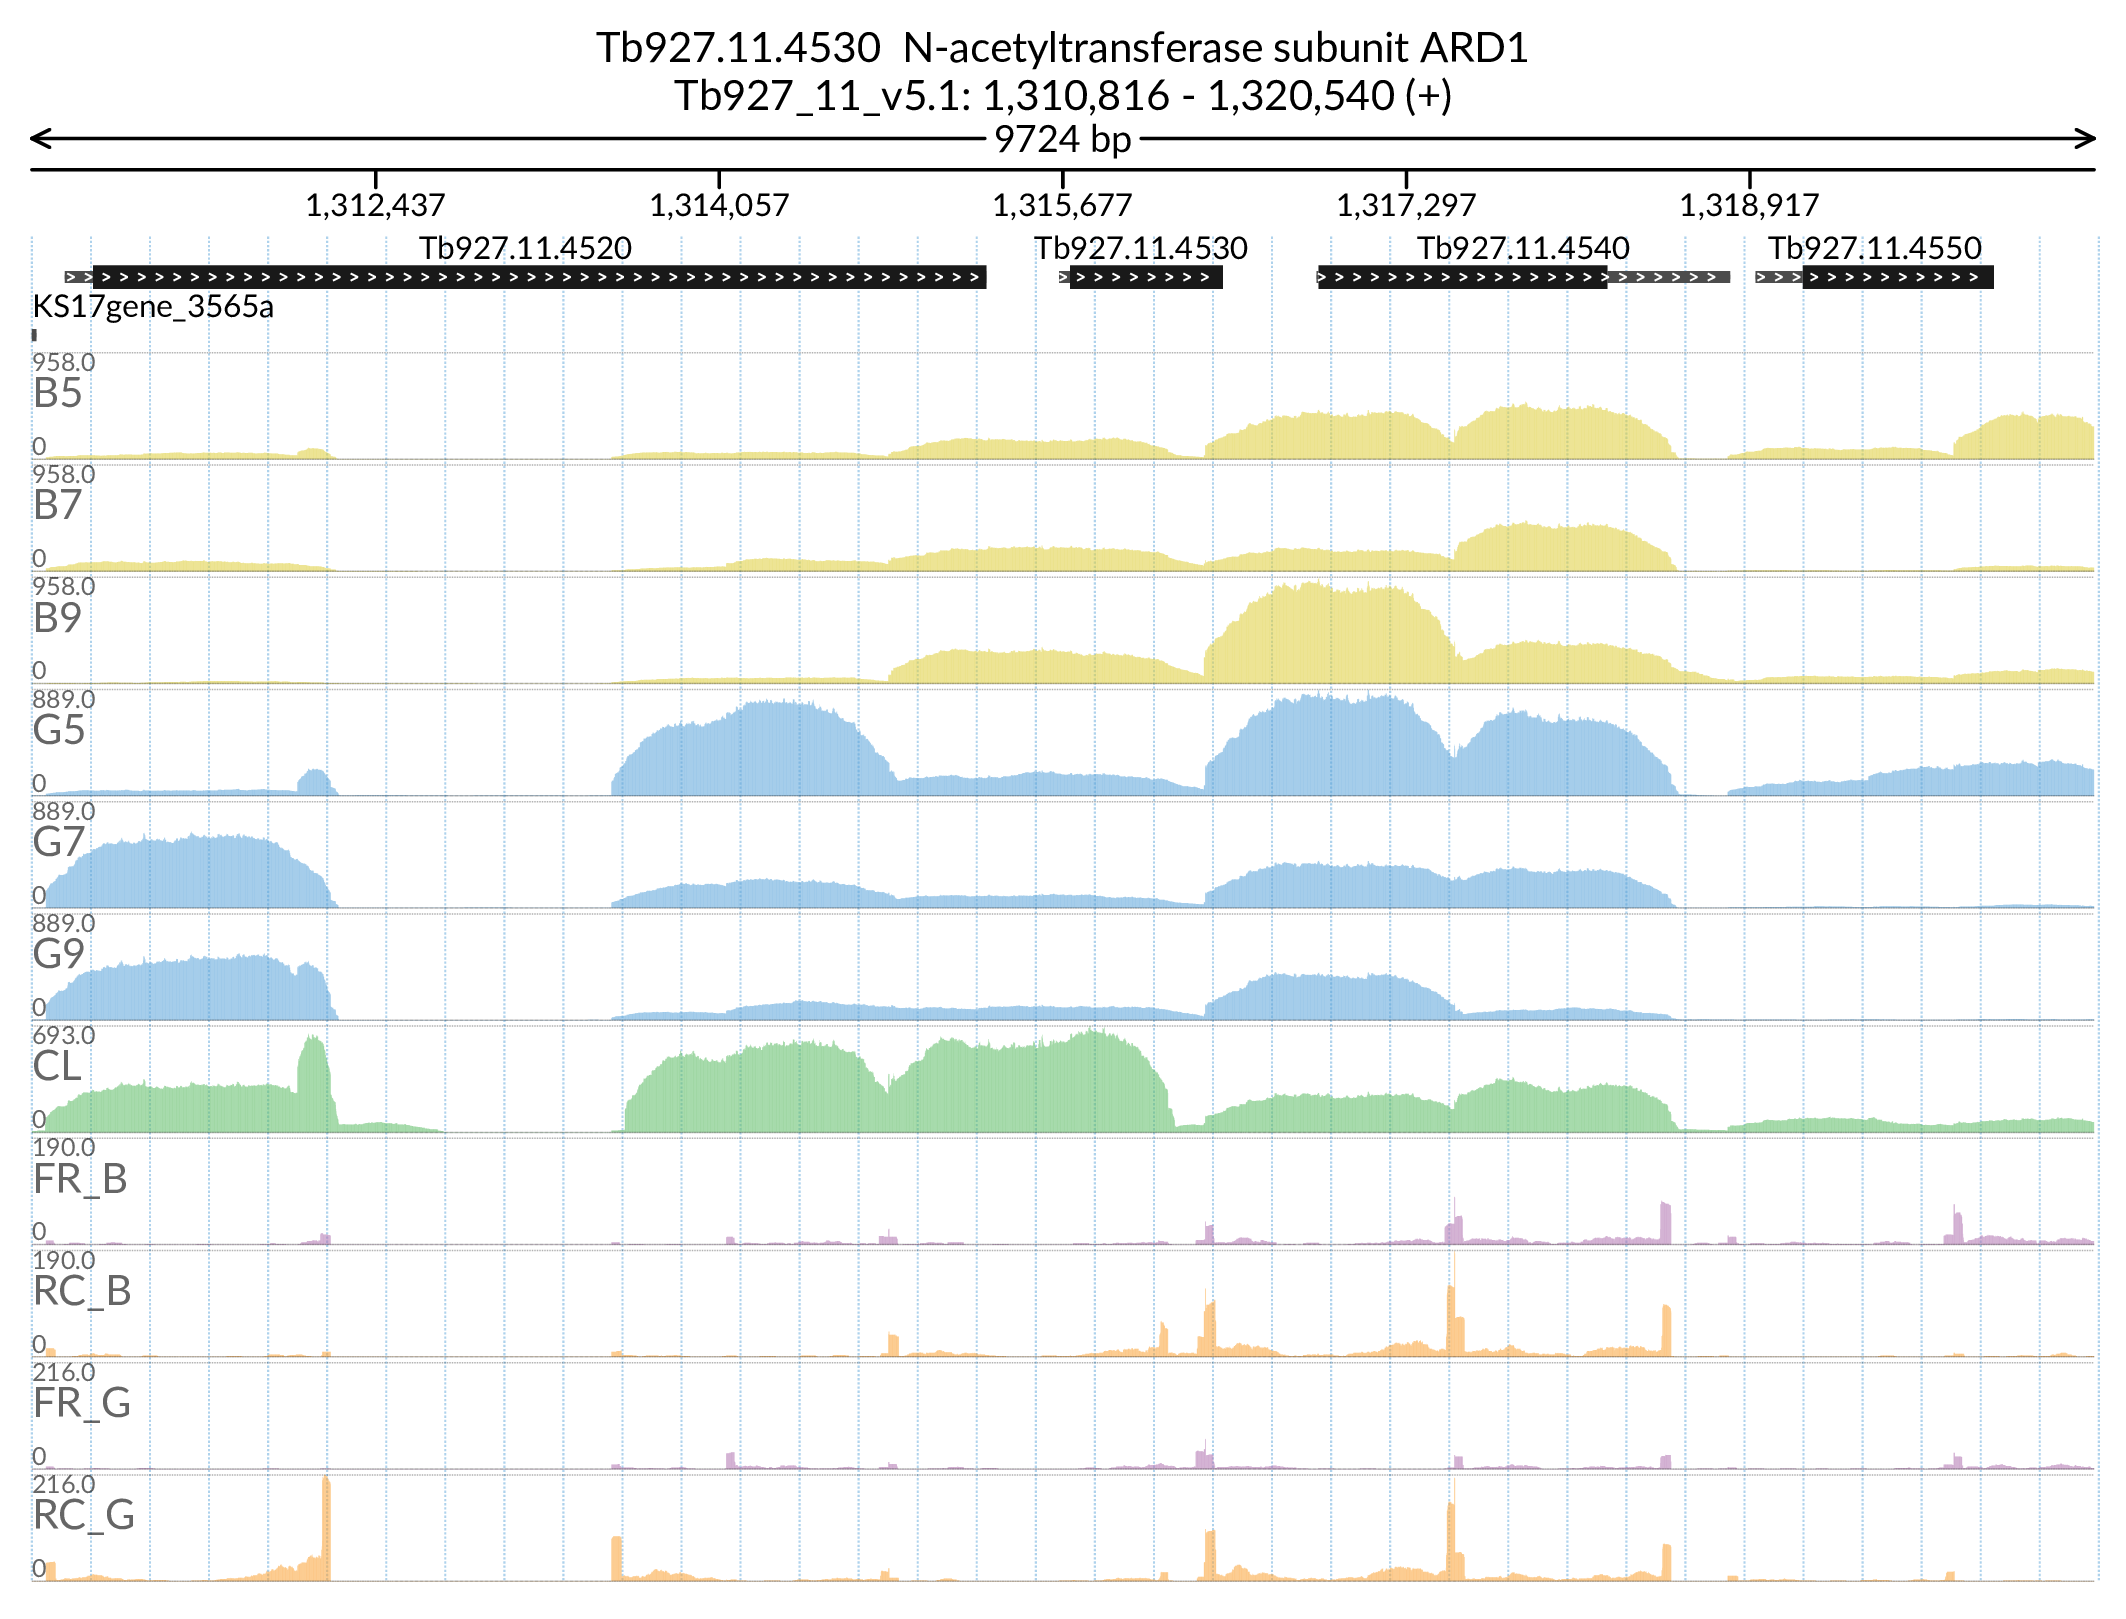 Tb927.11.4530  N-acetyltransferase subunit ARD1
Tb927_11_v5.1: 1,310,816 - 1,320,540 (+)
9724 bp
1,312,437 1,314,057 1,315,677 1,317,297 1,318,917
Tb927.11.4520 Tb927.11.4530 Tb927.11.4540 Tb927.11.4550
KS17gene_3565a
958.0
B5
0
958.0
B7
0
958.0
B9
0
889.0
G5
0
889.0
G7
0
889.0
G9
0
693.0
CL
0
190.0
FR_B
0
190.0
RC_B
0
216.0
FR_G
0
216.0
RC_G
0